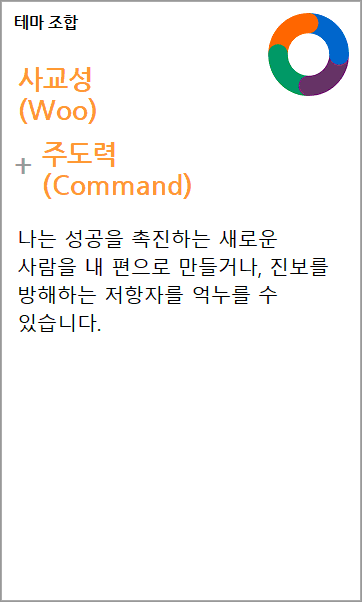 테마 조합
사교성
(Woo)
+ 주도력
(Command)
나는 성공을 촉진하는 새로운
사람을 내 편으로 만들거나, 진보를
방해하는 저항자를 억누를 수
있습니다.